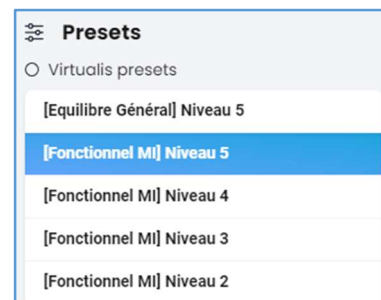 Presets
Virtualis presets
[Equilibre Général] Niveau 5
[Fonctionnel MI] Niveau 5
[Fonctionnel MI] Niveau 4
[Fonctionnel MI] Niveau 3
[Fonctionnel MI] Niveau 2